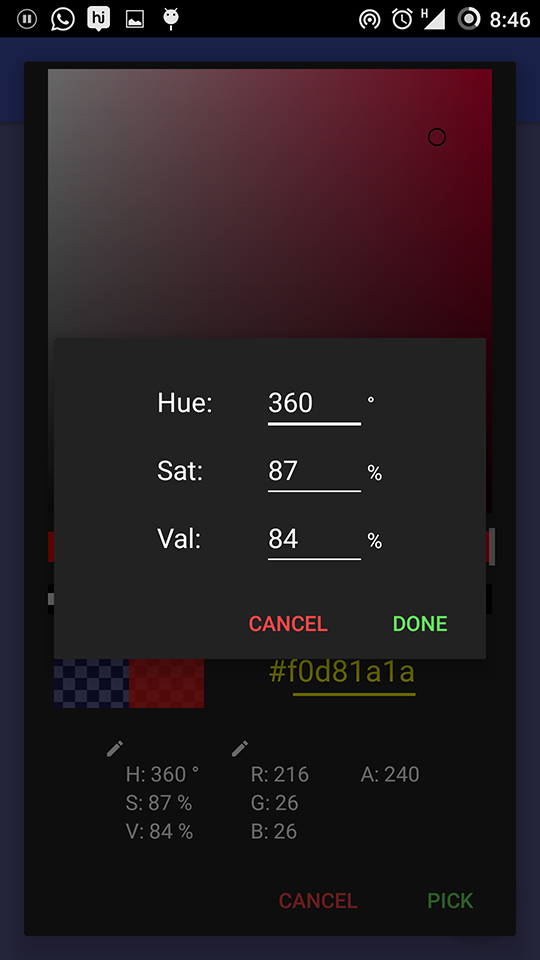 hi
H
8:46
Hue: 360 °
Sat: 87 %
Val: 84 %
CANCEL DONE
#f0d81a1a
H: 360 ° R: 216 A: 240
S: 87 % G: 26
V: 84 % B: 26
CANCEL PICK